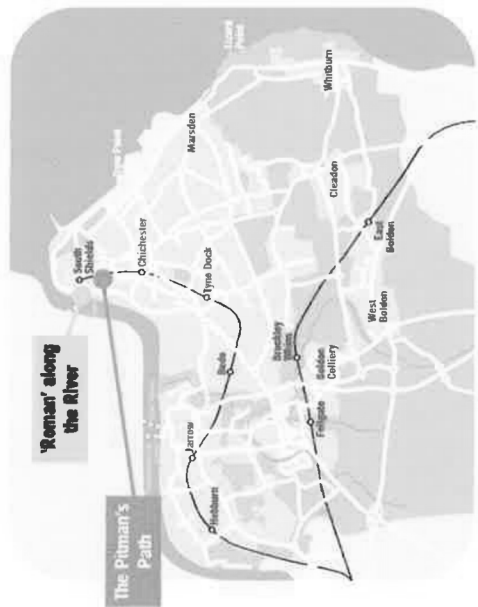 'Roman' along
the River
The Pitman's
Path
South
Shields
Chichester
Tyne Dock
Bede
Jarrow
Hebburn
Marsden
Whitburn
Cleadon
East
Boldon
West
Boldon
Brockley
Whins
Boldon
Colliery
Fellgate